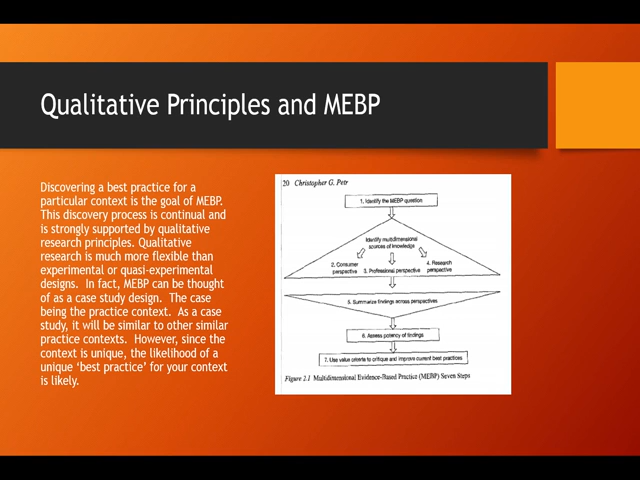 Qualitative Principles and MEBP
Discovering a best practice for a
particular context is the goal of MEBP.
This discovery process is continual and
is strongly supported by qualitative
research principles. Qualitative
research is much more flexible than
experimental or quasi-experimental
designs. In fact, MEBP can be thought
of as a case study design. The case
being the practice context. As a case
study, it will be similar to other similar
practice contexts. However, since the
context is unique, the likelihood of a
unique ‘best practice’ for your context
is likely.
20 Christopher G. Petr
1. Identify the MEBP question
Identify multidimensional
sources of knowledge
2. Consumer
perspective
3. Professional perspective
4. Research
perspective
5. Summarize findings across perspectives
6. Assess potency of findings
7. Use value criteria to critique and improve current best practices
Figure 2.1 Multidimensional Evidence-Based Practice (MEBP) Seven Steps